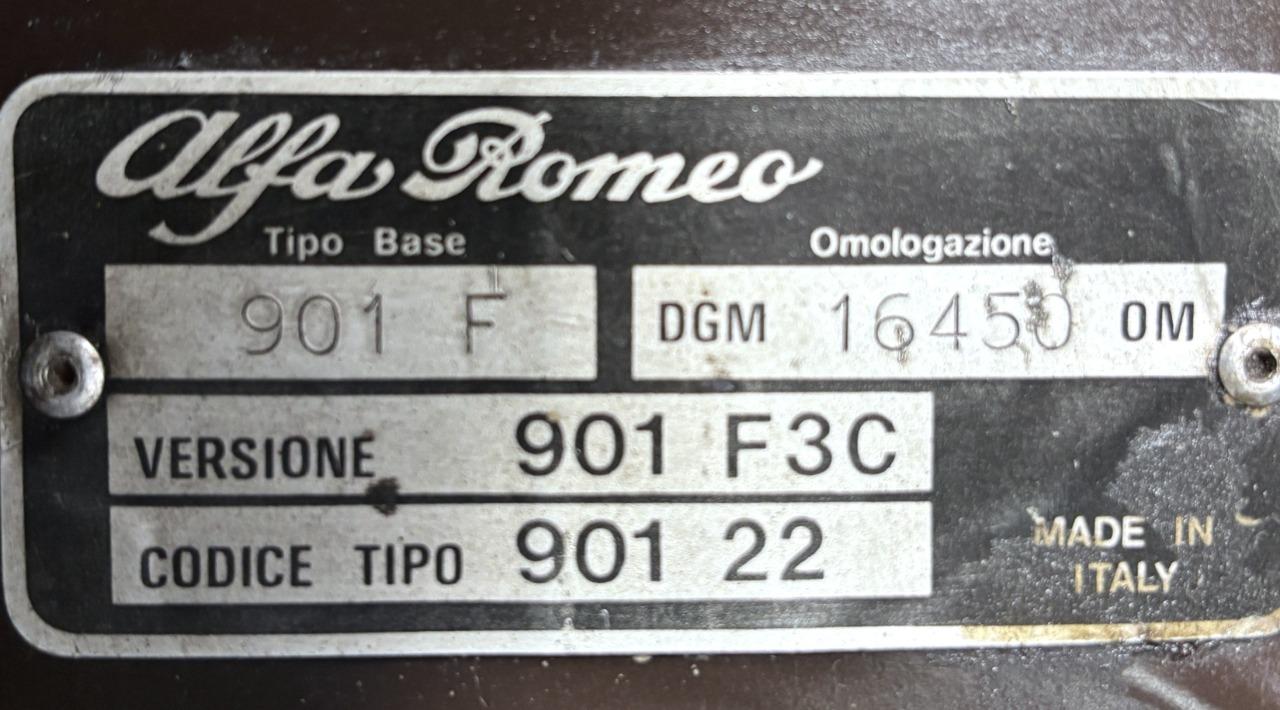 Alfa Romeo
Tipo Base Omologazione
901 F DGM 16450 OM
VERSIONE 901 F3C
CODICE TIPO 901 22
MADE IN
ITALY